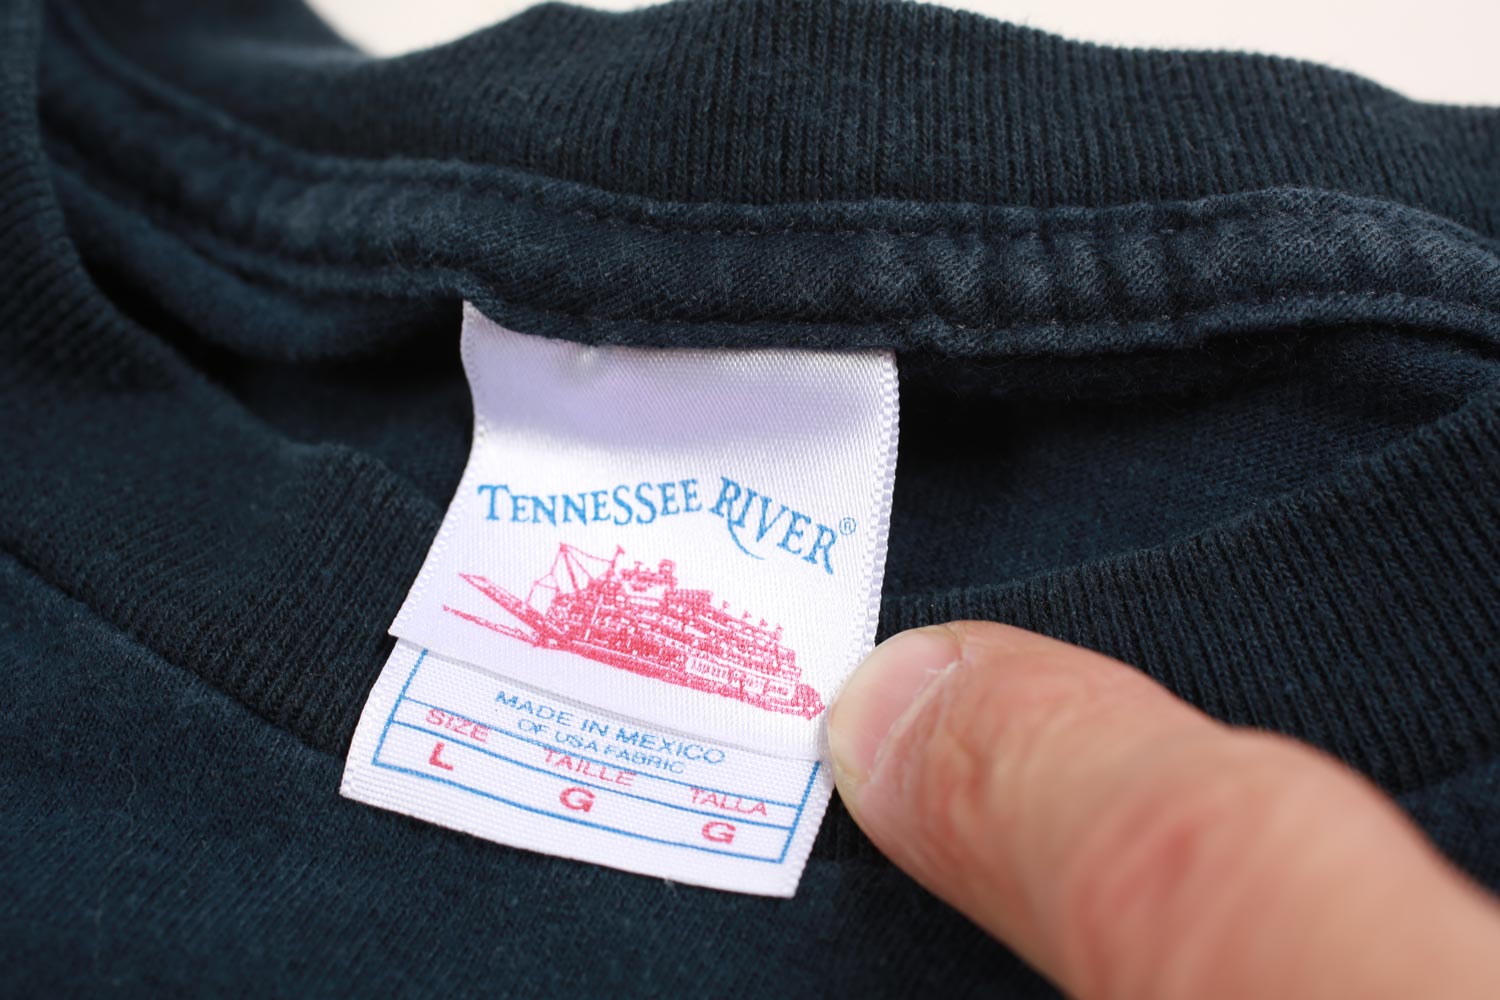 TENNESSEE RIVER®
MADE IN MEXICO
OF USA FABRIC
SIZE TAILLE TALLA
L G G